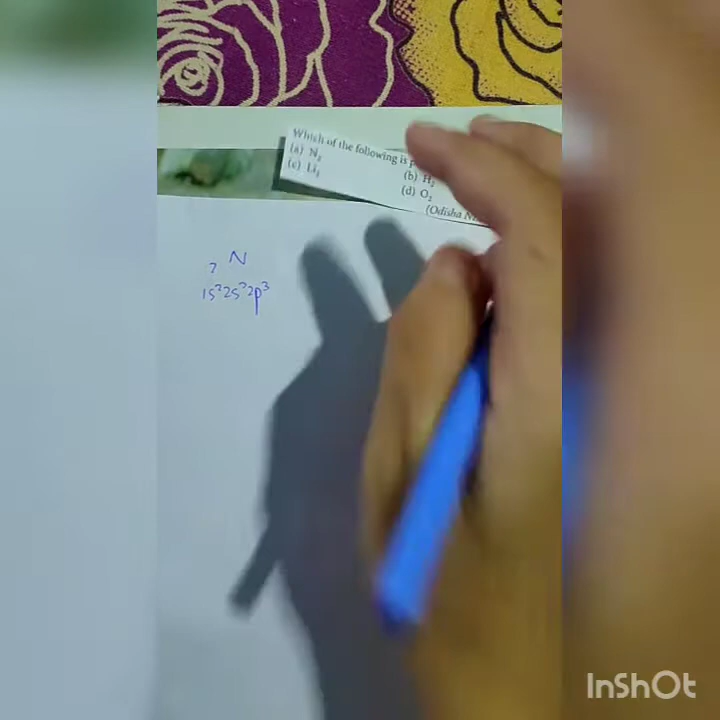 Which of the following is
(a) N₂
(b) H₂
(c) Li₂
(d) O₂
(Odisha
7 N
1s²2s²2p³
InShOt